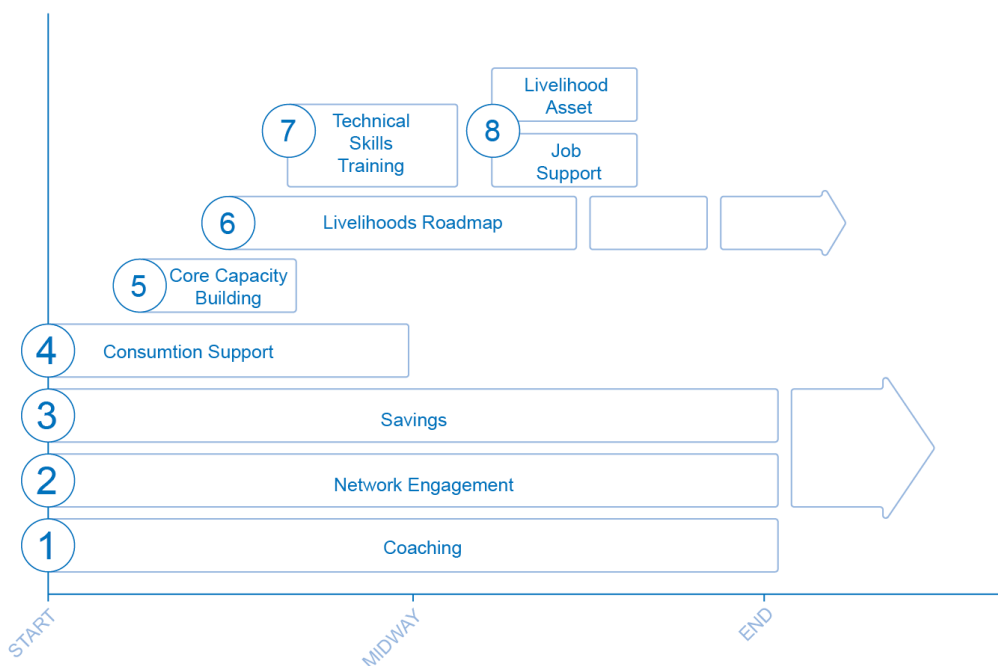 Livelihood
Asset
7
Technical
Skills
Training
8
Job
Support
6
Livelihoods Roadmap
5
Core Capacity
Building
4
Consumtion Support
3
Savings
2
Network Engagement
1
Coaching
START
MIDWAY
END